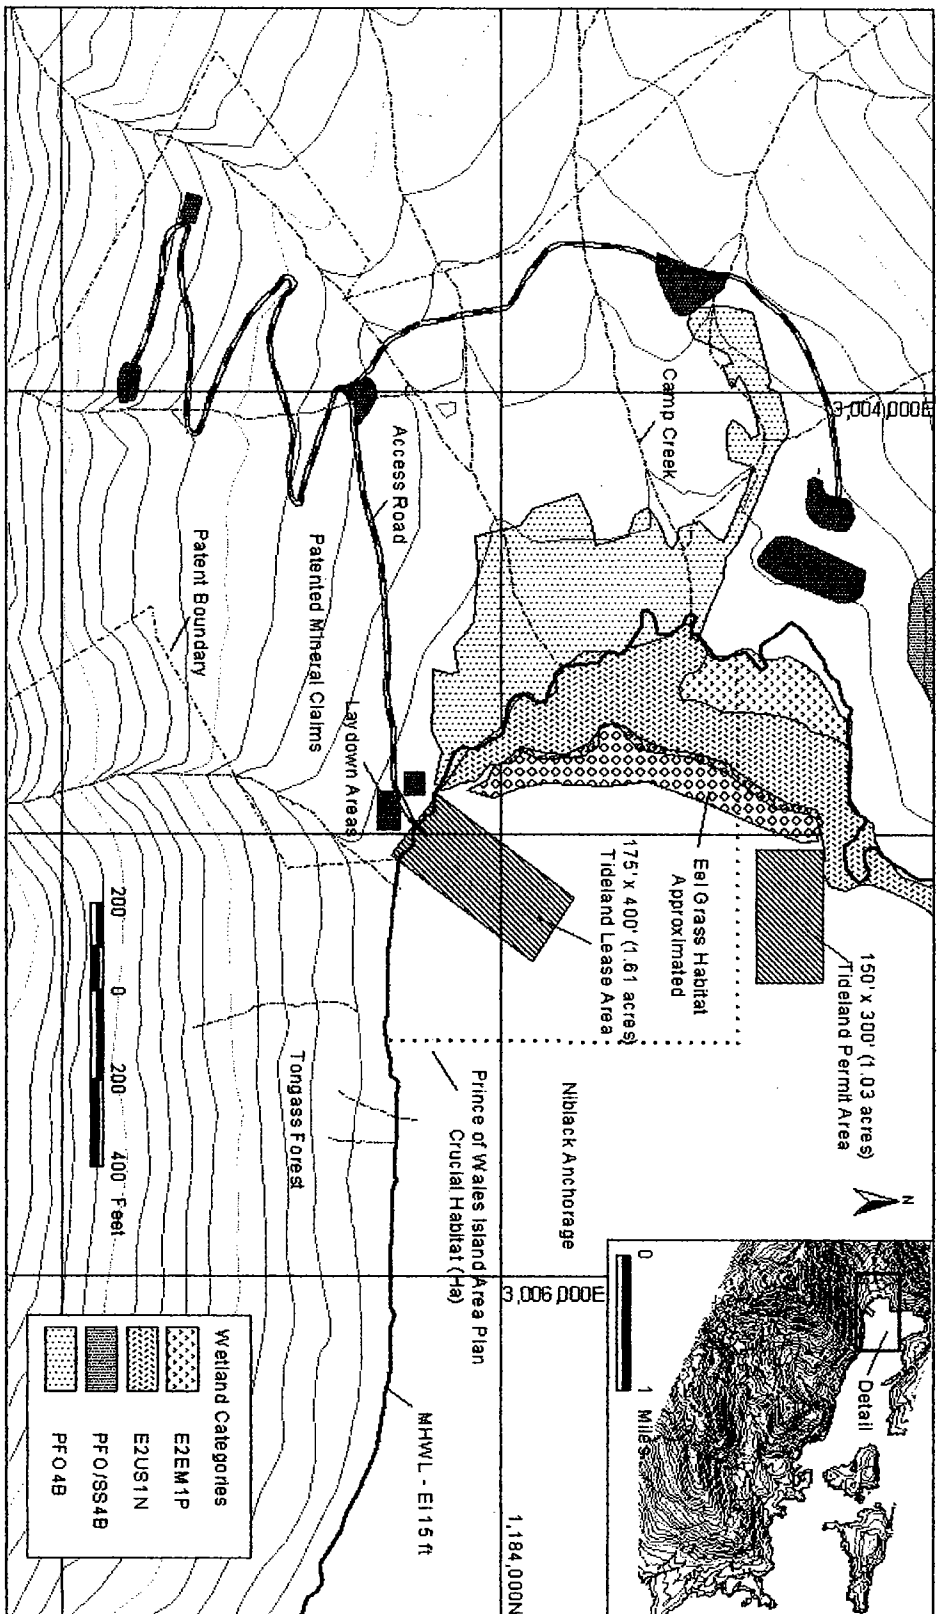 3,004,000E
Camp Creek
Access Road
Patented Mineral Claims
Patent Boundary
Laydown Areas
Eel Grass Habitat
Approximated
175' x 400' (1.61 acres)
Tideland Lease Area
150' x 300' (1.03 acres)
Tideland Permit Area
N
Niblack Anchorage
Prince of Wales Island Area Plan
Crucial Habitat (Ha)
Tongass Forest
200 0 200 400 Feet
3,006,000E
1,184,000N
MHWL - El 15 ft
Detail
0 1 Miles
Wetland Categories
E2EM1P
E2US1N
PFO/SS4B
PFO4B